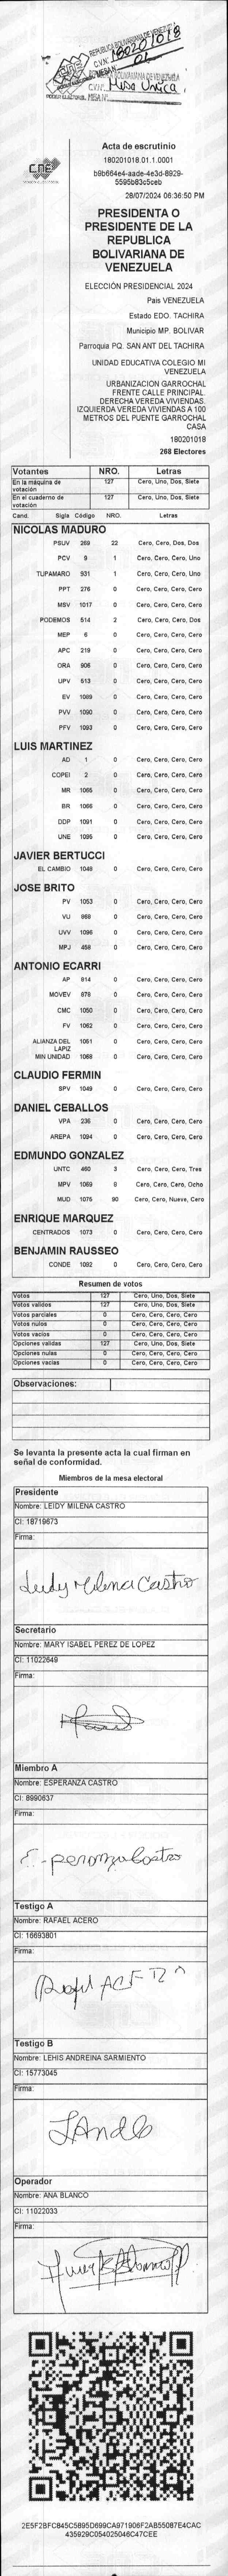 REPUBLICA BOLIVARIANA DE VENEZUELA
C.V.N. 180201018
MESA N. 01
C.V.N. Mesa Única
PODER ELECTORAL MESA N°
CNE
Acta de escrutinio
180201018.01.1.0001
b9b664e4-aade-4e3d-8929-
5595b83c5ceb
28/07/2024 06:36:50 PM
PRESIDENTA O
PRESIDENTE DE LA
REPUBLICA
BOLIVARIANA DE
VENEZUELA
ELECCIÓN PRESIDENCIAL 2024
Pais VENEZUELA
Estado EDO. TACHIRA
Municipio MP. BOLIVAR
Parroquia PQ. SAN ANT DEL TACHIRA
UNIDAD EDUCATIVA COLEGIO MI
VENEZUELA
URBANIZACION GARROCHAL
FRENTE CALLE PRINCIPAL.
DERECHA VEREDA VIVIENDAS.
IZQUIERDA VEREDA VIVIENDAS A 100
METROS DEL PUENTE GARROCHAL
CASA
180201018
268 Electores
Votantes NRO. Letras
En la máquina de votación 127 Cero, Uno, Dos, Siete
En el cuaderno de votación 127 Cero, Uno, Dos, Siete
Cand. Sigla Código NRO. Letras
NICOLAS MADURO
PSUV 269 22 Cero, Cero, Dos, Dos
PCV 9 1 Cero, Cero, Cero, Uno
TUPAMARO 931 1 Cero, Cero, Cero, Uno
PPT 276 0 Cero, Cero, Cero, Cero
MSV 1017 0 Cero, Cero, Cero, Cero
PODEMOS 514 2 Cero, Cero, Cero, Dos
MEP 6 0 Cero, Cero, Cero, Cero
APC 219 0 Cero, Cero, Cero, Cero
ORA 906 0 Cero, Cero, Cero, Cero
UPV 513 0 Cero, Cero, Cero, Cero
EV 1089 0 Cero, Cero, Cero, Cero
PVV 1090 0 Cero, Cero, Cero, Cero
PFV 1093 0 Cero, Cero, Cero, Cero
LUIS MARTINEZ
AD 1 0 Cero, Cero, Cero, Cero
COPEI 2 0 Cero, Cero, Cero, Cero
MR 1065 0 Cero, Cero, Cero, Cero
BR 1066 0 Cero, Cero, Cero, Cero
DDP 1091 0 Cero, Cero, Cero, Cero
UNE 1095 0 Cero, Cero, Cero, Cero
JAVIER BERTUCCI
EL CAMBIO 1048 0 Cero, Cero, Cero, Cero
JOSE BRITO
PV 1053 0 Cero, Cero, Cero, Cero
VU 868 0 Cero, Cero, Cero, Cero
UVV 1096 0 Cero, Cero, Cero, Cero
MPJ 458 0 Cero, Cero, Cero, Cero
ANTONIO ECARRI
AP 814 0 Cero, Cero, Cero, Cero
MOVEV 878 0 Cero, Cero, Cero, Cero
CMC 1050 0 Cero, Cero, Cero, Cero
FV 1062 0 Cero, Cero, Cero, Cero
ALIANZA DEL LAPIZ 1051 0 Cero, Cero, Cero, Cero
MIN UNIDAD 1068 0 Cero, Cero, Cero, Cero
CLAUDIO FERMIN
SPV 1049 0 Cero, Cero, Cero, Cero
DANIEL CEBALLOS
VPA 236 0 Cero, Cero, Cero, Cero
AREPA 1094 0 Cero, Cero, Cero, Cero
EDMUNDO GONZALEZ
UNTC 460 3 Cero, Cero, Cero, Tres
MPV 1069 8 Cero, Cero, Cero, Ocho
MUD 1075 90 Cero, Cero, Nueve, Cero
ENRIQUE MARQUEZ
CENTRADOS 1073 0 Cero, Cero, Cero, Cero
BENJAMIN RAUSSEO
CONDE 1092 0 Cero, Cero, Cero, Cero
Resumen de votos
Votos 127 Cero, Uno, Dos, Siete
Votos validos 127 Cero, Uno, Dos, Siete
Votos parciales 0 Cero, Cero, Cero, Cero
Votos nulos 0 Cero, Cero, Cero, Cero
Votos vacios 0 Cero, Cero, Cero, Cero
Opciones validas 127 Cero, Uno, Dos, Siete
Opciones nulas 0 Cero, Cero, Cero, Cero
Opciones vacias 0 Cero, Cero, Cero, Cero
Observaciones:
Se levanta la presente acta la cual firman en
señal de conformidad.
Miembros de la mesa electoral
Presidente
Nombre: LEIDY MILENA CASTRO
CI: 18719673
Firma:
Leidy Milena Castro
Secretario
Nombre: MARY ISABEL PEREZ DE LOPEZ
CI: 11022649
Firma:
Miembro A
Nombre: ESPERANZA CASTRO
CI: 8990637
Firma:
Esperanza Castro
Testigo A
Nombre: RAFAEL ACERO
CI: 16693801
Firma:
Testigo B
Nombre: LEHIS ANDREINA SARMIENTO
CI: 15773045
Firma:
Operador
Nombre: ANA BLANCO
CI: 11022033
Firma:
2E5F2BFC845C5895D699CA971906F2AB55087E4CAC
435929C054025046C47CEE